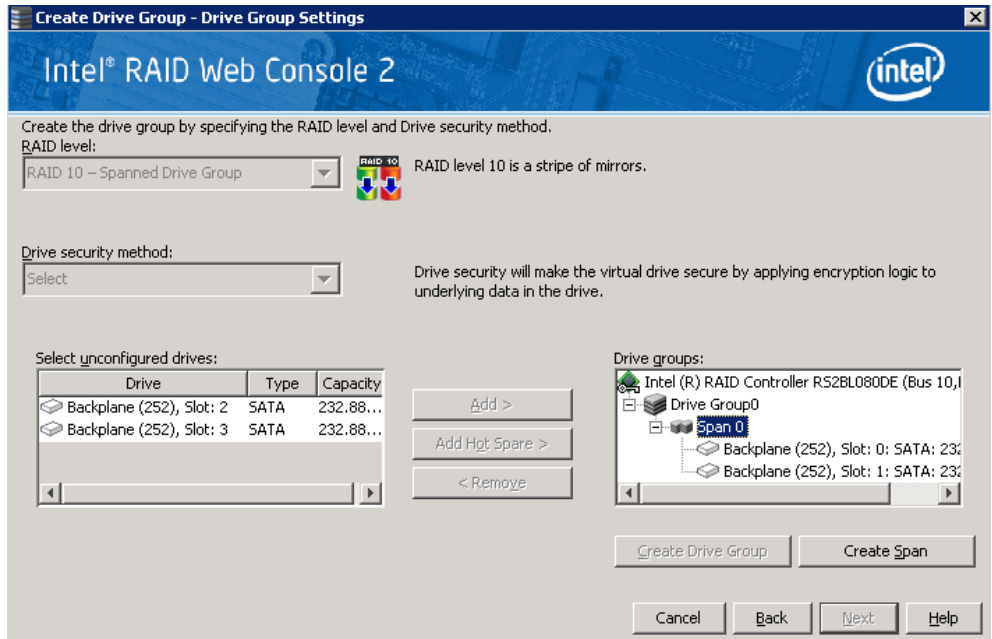 Create Drive Group - Drive Group Settings
Intel® RAID Web Console 2
intel
Create the drive group by specifying the RAID level and Drive security method.
RAID level:
RAID 10 – Spanned Drive Group
RAID 10
RAID level 10 is a stripe of mirrors.
Drive security method:
Select
Drive security will make the virtual drive secure by applying encryption logic to
underlying data in the drive.
Select unconfigured drives:
Drive Type Capacity
Backplane (252), Slot: 2 SATA 232.88...
Backplane (252), Slot: 3 SATA 232.88...
Add >
Add Hot Spare >
< Remove
Drive groups:
Intel (R) RAID Controller RS2BL080DE (Bus 10,
Drive Group0
Span 0
Backplane (252), Slot: 0: SATA: 232
Backplane (252), Slot: 1: SATA: 232
Create Drive Group
Create Span
Cancel
Back
Next
Help